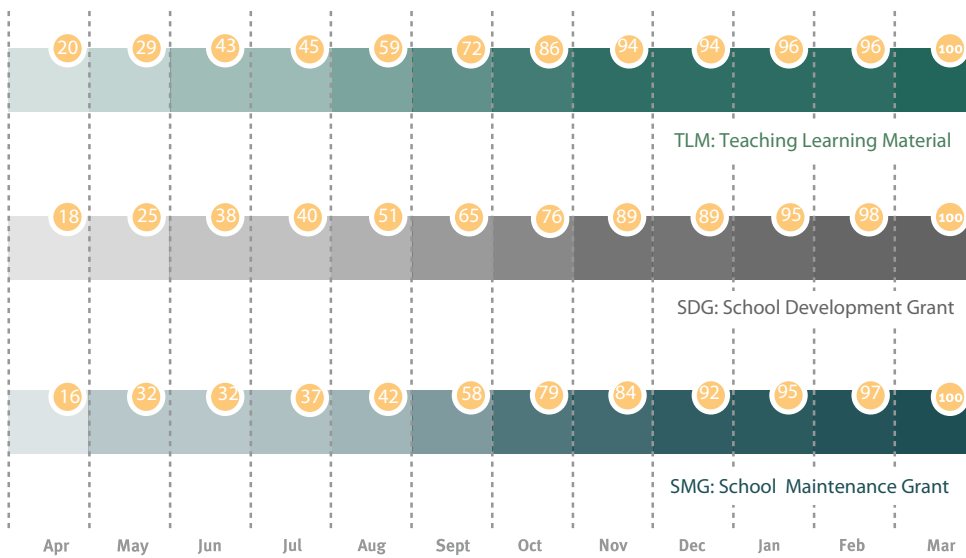 20 29 43 45 59 72 86 94 94 96 96 100
TLM: Teaching Learning Material
18 25 38 40 51 65 76 89 89 95 98 100
SDG: School Development Grant
16 32 32 37 42 58 79 84 92 95 97 100
SMG: School Maintenance Grant
Apr May Jun Jul Aug Sept Oct Nov Dec Jan Feb Mar